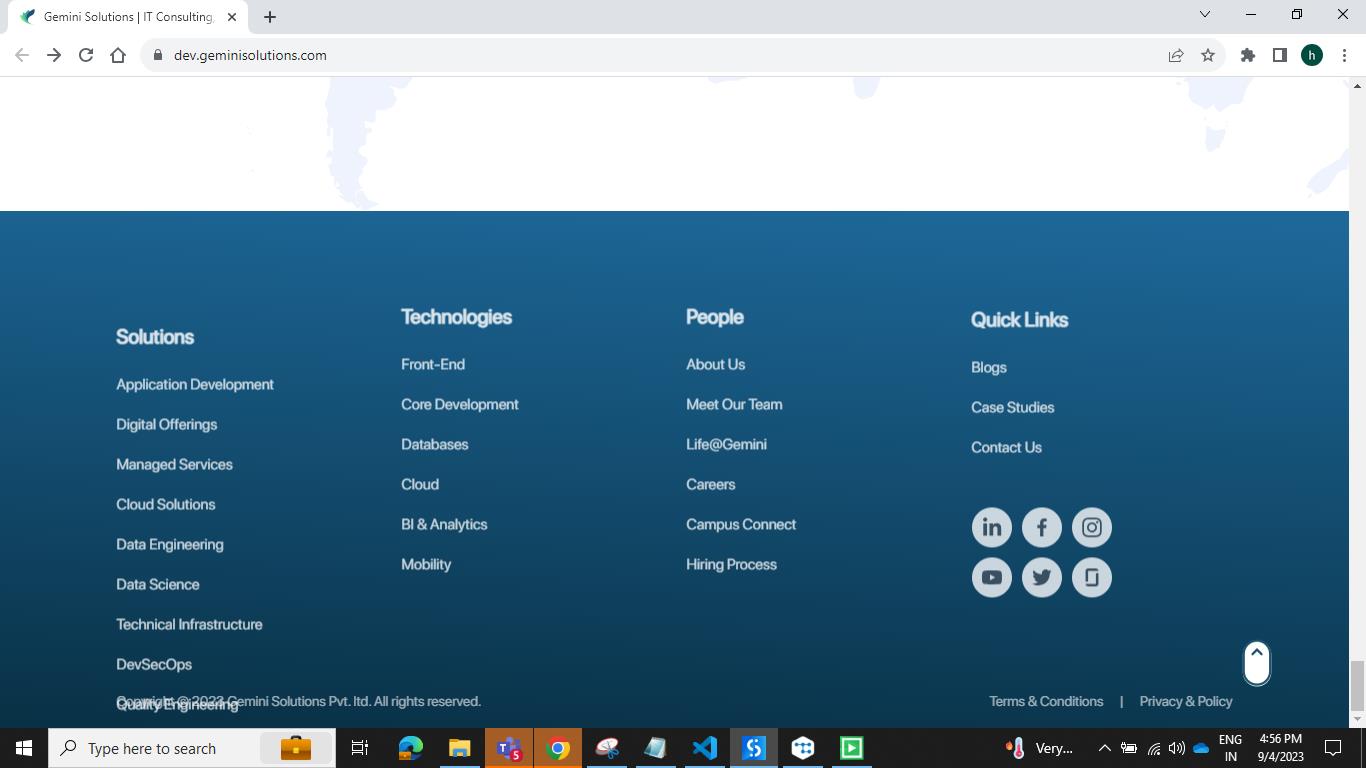 Gemini Solutions | IT Consulting,
dev.geminisolutions.com
h
Solutions
Application Development
Digital Offerings
Managed Services
Cloud Solutions
Data Engineering
Data Science
Technical Infrastructure
DevSecOps
Quality Engineering
Technologies
Front-End
Core Development
Databases
Cloud
BI & Analytics
Mobility
People
About Us
Meet Our Team
Life@Gemini
Careers
Campus Connect
Hiring Process
Quick Links
Blogs
Case Studies
Contact Us
in f
Copyright @ 2023 Gemini Solutions Pvt. ltd. All rights reserved.
Terms & Conditions | Privacy & Policy
Type here to search
5
Very...
ENG
IN
4:56 PM
9/4/2023